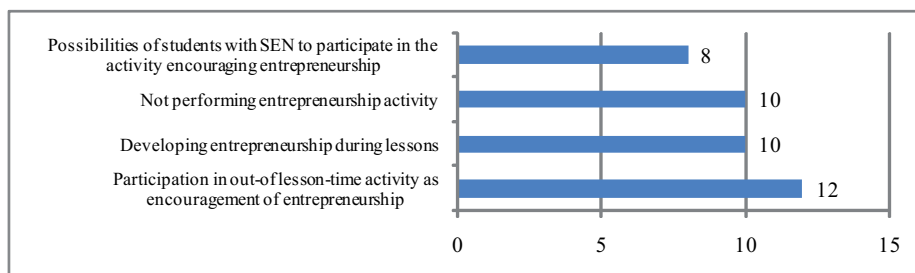 Possibilities of students with SEN to participate in the
activity encouraging entrepreneurship
8
Not performing entrepreneurship activity
10
Developing entrepreneurship during lessons
10
Participation in out-of lesson-time activity as
encouragement of entrepreneurship
12
0 5 10 15